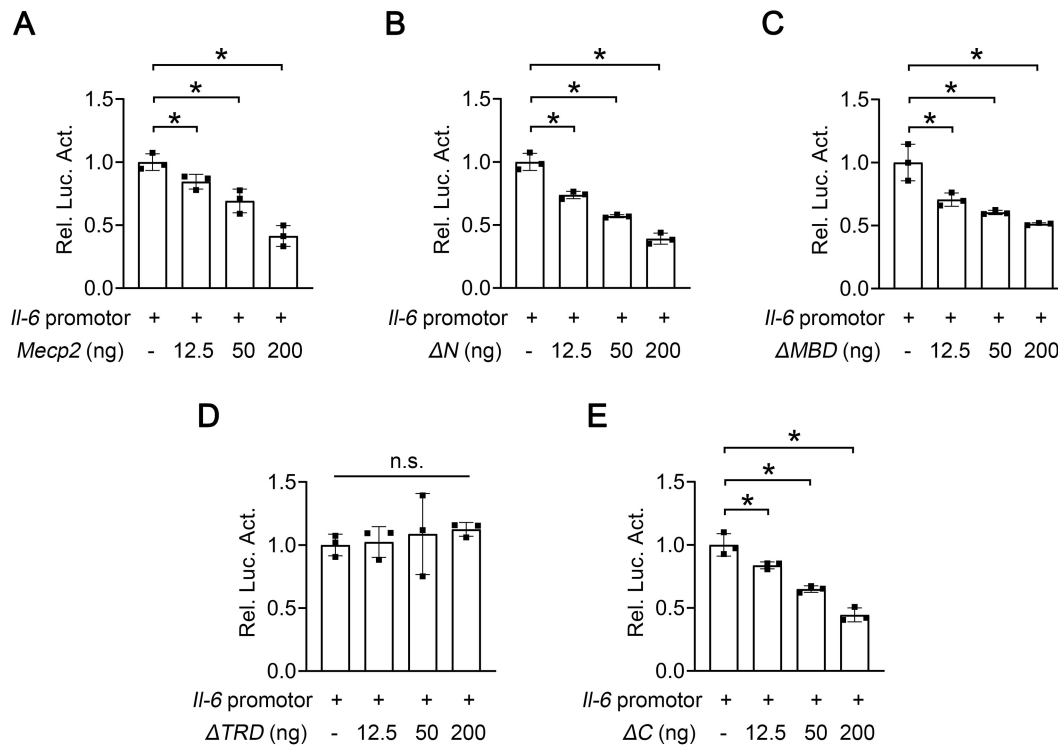 A
*
*
*
1.5
1.0
0.5
0.0
Rel. Luc. Act.
Il-6 promotor + + + +
Mecp2 (ng) - 12.5 50 200
B
*
*
*
1.5
1.0
0.5
0.0
Rel. Luc. Act.
Il-6 promotor + + + +
ΔN (ng) - 12.5 50 200
C
*
*
*
1.5
1.0
0.5
0.0
Rel. Luc. Act.
Il-6 promotor + + + +
ΔMBD (ng) - 12.5 50 200
D
n.s.
1.5
1.0
0.5
0.0
Rel. Luc. Act.
Il-6 promotor + + + +
ΔTRD (ng) - 12.5 50 200
E
*
*
*
1.5
1.0
0.5
0.0
Rel. Luc. Act.
Il-6 promotor + + + +
ΔC (ng) - 12.5 50 200